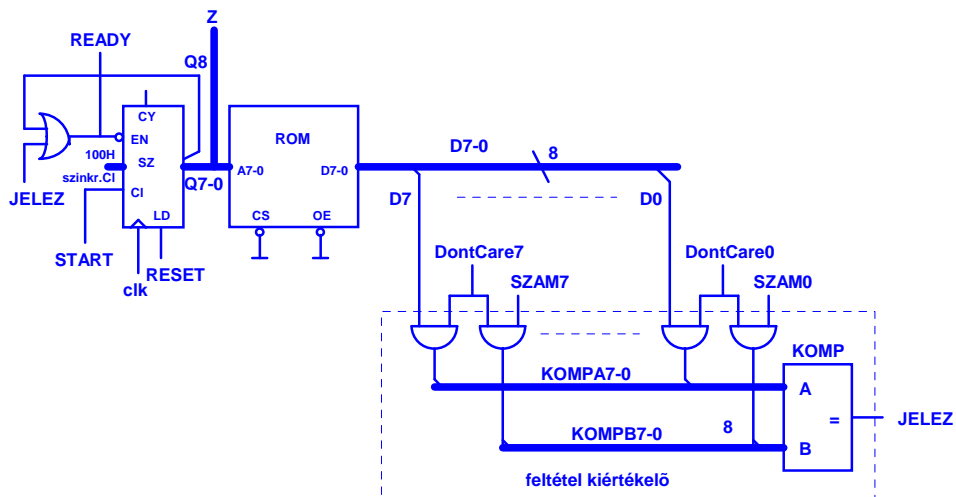 Z
READY
Q8
CY
EN
100H
SZ
szinkr.Cl
Cl
JELEZ
LD
START
RESET
clk
Q7-0
ROM
A7-0
D7-0
CS
OE
D7-0
8
D7
D0
DontCare7
SZAM7
DontCare0
SZAM0
KOMP
KOMPA7-0
A
=
JELEZ
KOMPB7-0
8
B
feltétel kiértékelõ